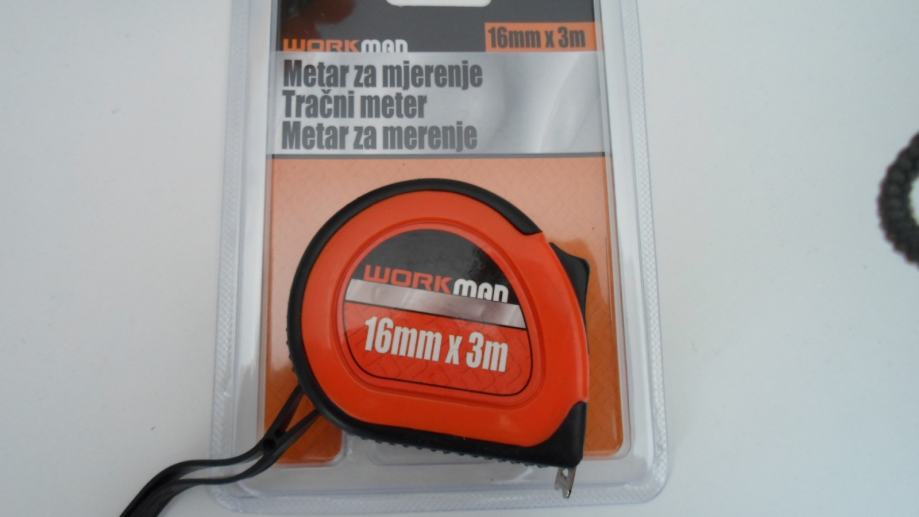 WORKMAN
16mm x 3m
Metar za mjerenje
Tračni meter
Metar za merenje
WORKMAN
16mm x 3m